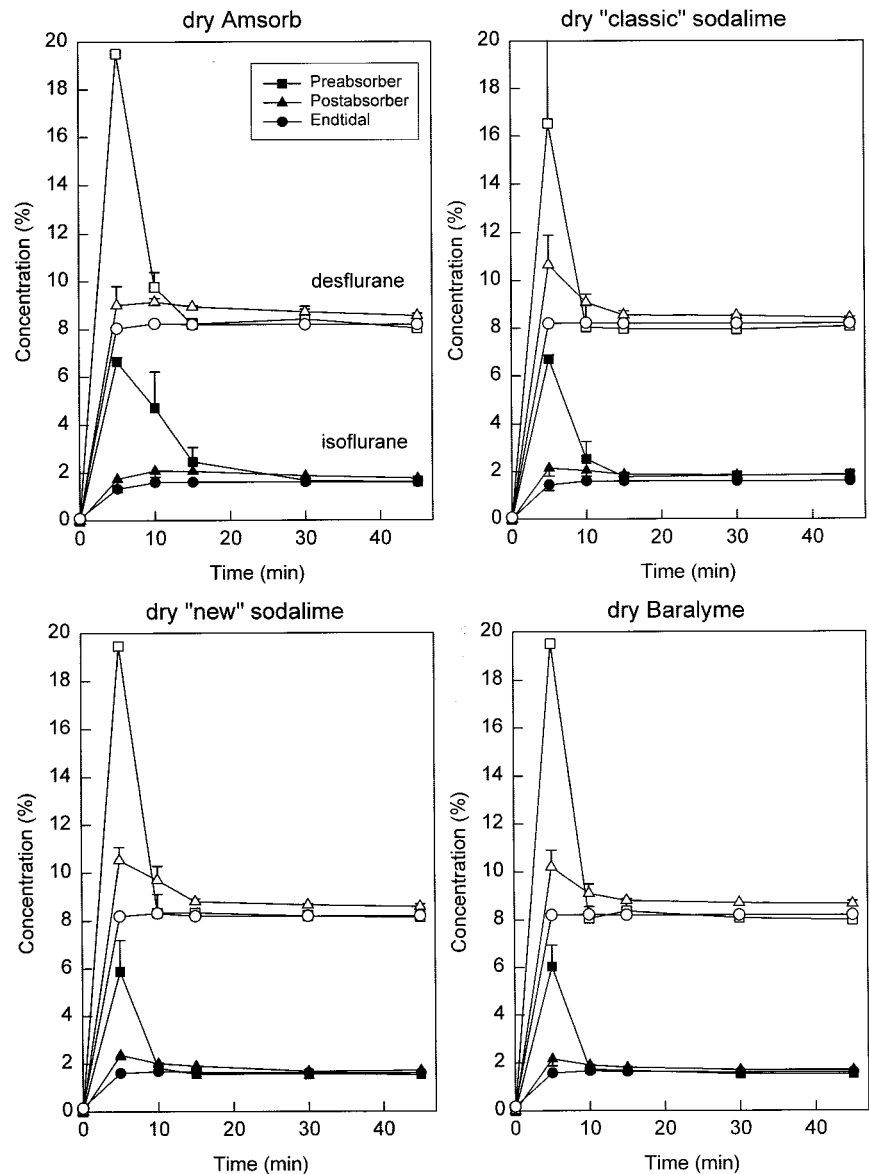 dry Amsorb
20
18
16
14
12
10
8
6
4
2
0
Concentration (%)
Preabsorber
Postabsorber
Endtidal
desflurane
isoflurane
0 10 20 30 40
Time (min)
dry "classic" sodalime
20
18
16
14
12
10
8
6
4
2
0
Concentration (%)
0 10 20 30 40
Time (min)
dry "new" sodalime
20
18
16
14
12
10
8
6
4
2
0
Concentration (%)
0 10 20 30 40
Time (min)
dry Baralyme
20
18
16
14
12
10
8
6
4
2
0
Concentration (%)
0 10 20 30 40
Time (min)